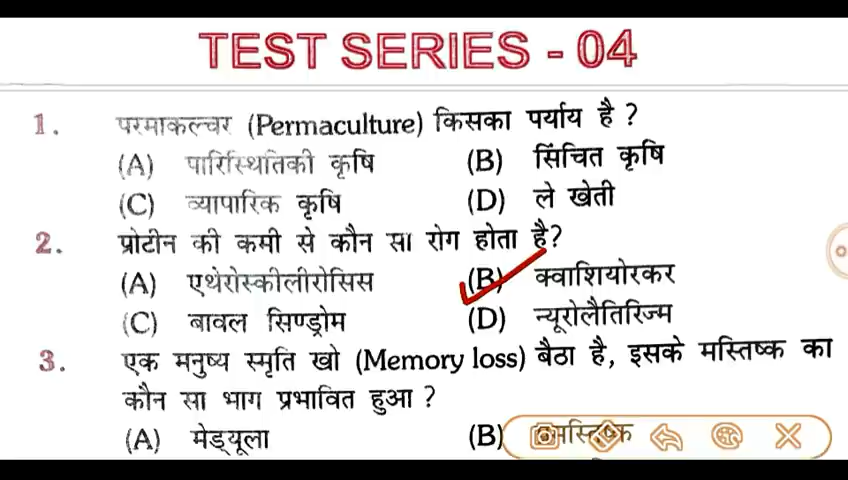 TEST SERIES - 04
1. परमाकल्चर (Permaculture) किसका पर्याय है ?
(A) पारिस्थितिकी कृषि (B) सिंचित कृषि
(C) व्यापारिक कृषि (D) ले खेती
2. प्रोटीन की कमी से कौन सा रोग होता है?
(A) एथेरोस्कीलीरोसिस (B) क्वाशियोरकर
(C) बावल सिण्ड्रोम (D) न्यूरोलैतिरिज्म
3. एक मनुष्य स्मृति खो (Memory loss) बैठा है, इसके मस्तिष्क का
कौन सा भाग प्रभावित हुआ ?
(A) मेड्यूला (B)